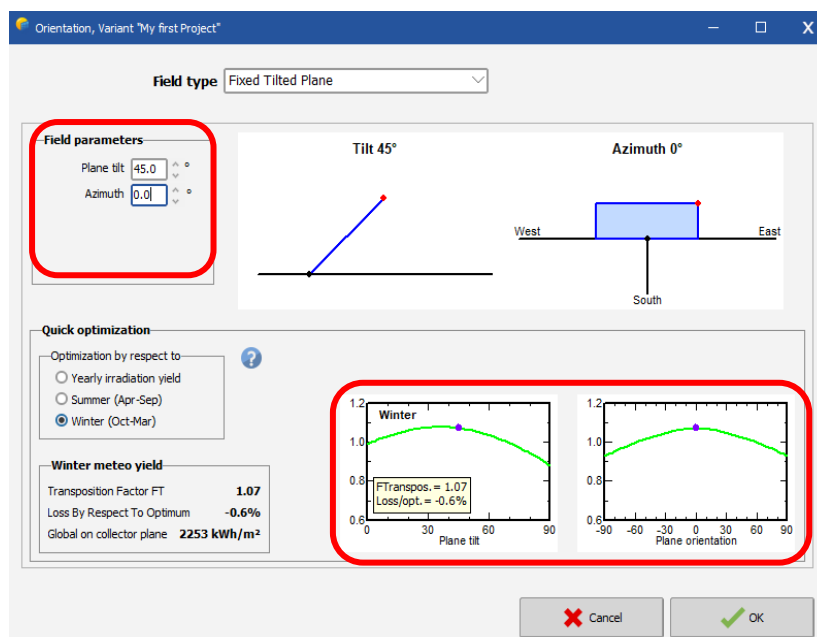 Orientation, Variant "My first Project"
Field type Fixed Tilted Plane
Field parameters
Plane tilt 45.0 °
Azimuth 0.0 °
Tilt 45°
Azimuth 0°
West East
South
Quick optimization
Optimization by respect to
Yearly irradiation yield
Summer (Apr-Sep)
Winter (Oct-Mar)
?
Winter meteo yield
Transposition Factor FT 1.07
Loss By Respect To Optimum -0.6%
Global on collector plane 2253 kWh/m²
1.2
1.0
0.8
0.6
Winter
FTranspos.= 1.07
Loss/opt.= -0.6%
0 30 60 90
Plane tilt
1.2
1.0
0.8
0.6
-90 -60 -30 0 30 60 90
Plane orientation
Cancel
OK